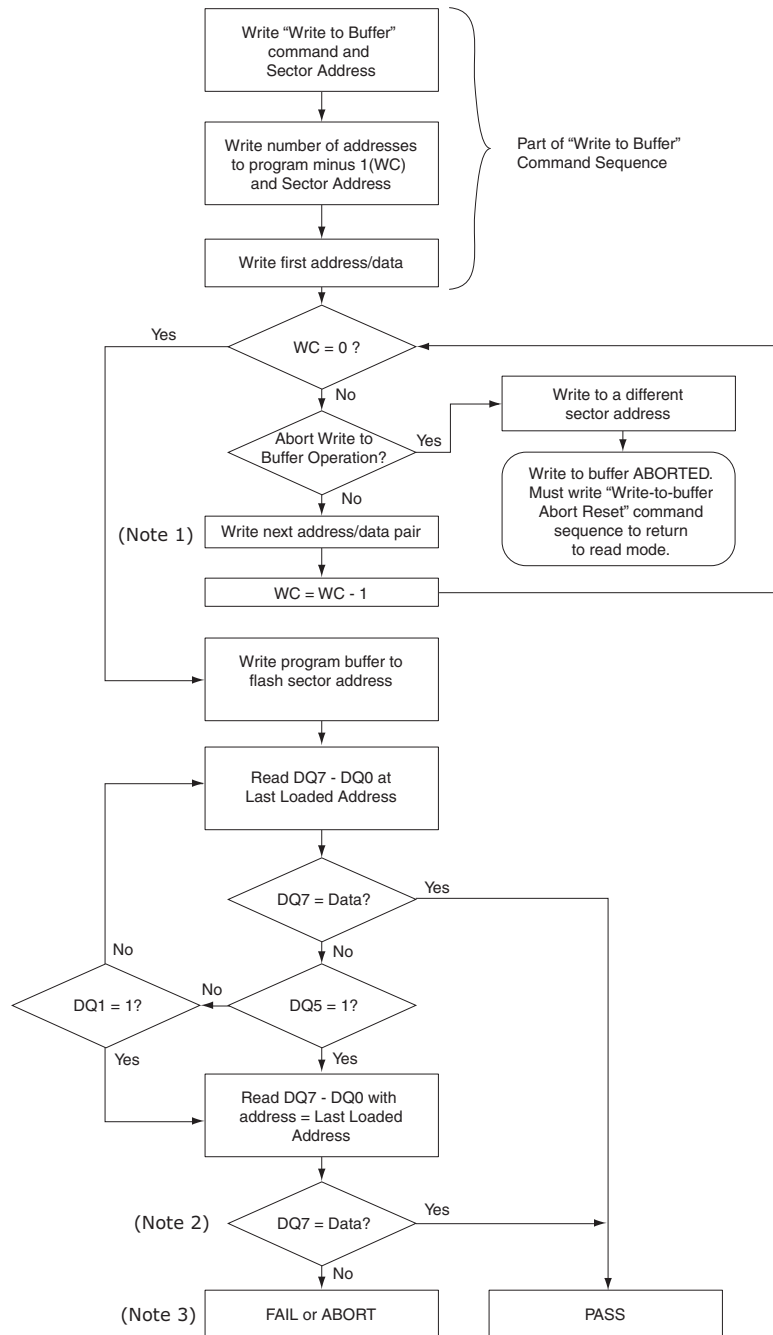 Write “Write to Buffer”
command and
Sector Address
Write number of addresses
to program minus 1(WC)
and Sector Address
Part of “Write to Buffer”
Command Sequence
Write first address/data
Yes
WC = 0 ?
No
Abort Write to
Buffer Operation?
Yes
Write to a different
sector address
No
Write to buffer ABORTED.
Must write “Write-to-buffer
Abort Reset” command
sequence to return
to read mode.
(Note 1)
Write next address/data pair
WC = WC - 1
Write program buffer to
flash sector address
Read DQ7 - DQ0 at
Last Loaded Address
DQ7 = Data?
Yes
No
No
DQ1 = 1?
No
DQ5 = 1?
Yes
Yes
Read DQ7 - DQ0 with
address = Last Loaded
Address
(Note 2)
DQ7 = Data?
Yes
No
(Note 3)
FAIL or ABORT
PASS